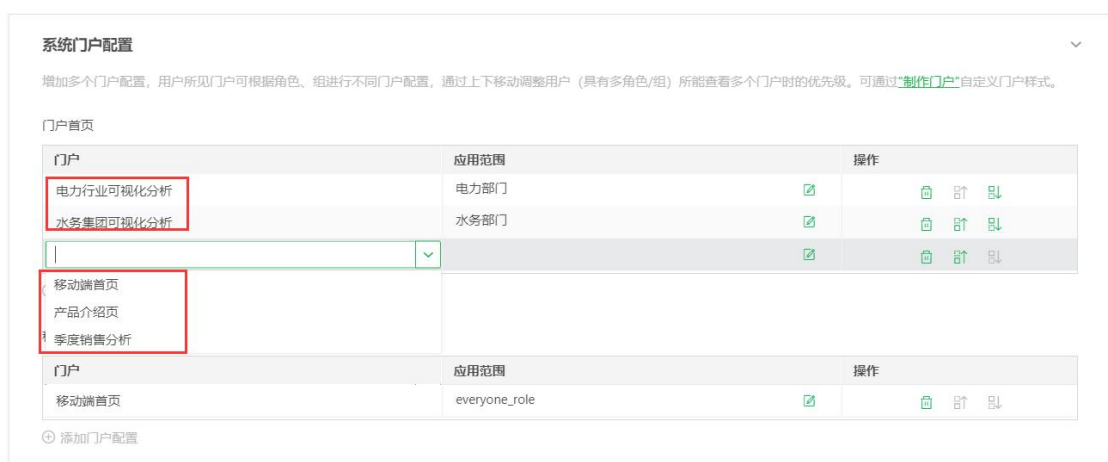 系统门户配置
增加多个门户配置，用户所见门户可根据角色、组进行不同门户配置，通过上下移动调整用户（具有多角色/组）所能查看多个门户时的优先级。可通过"制作门户"自定义门户样式。
门户首页
门户 应用范围 操作
电力行业可视化分析 电力部门
水务集团可视化分析 水务部门
移动端首页
产品介绍页
季度销售分析
门户 应用范围 操作
移动端首页 everyone_role
添加门户配置